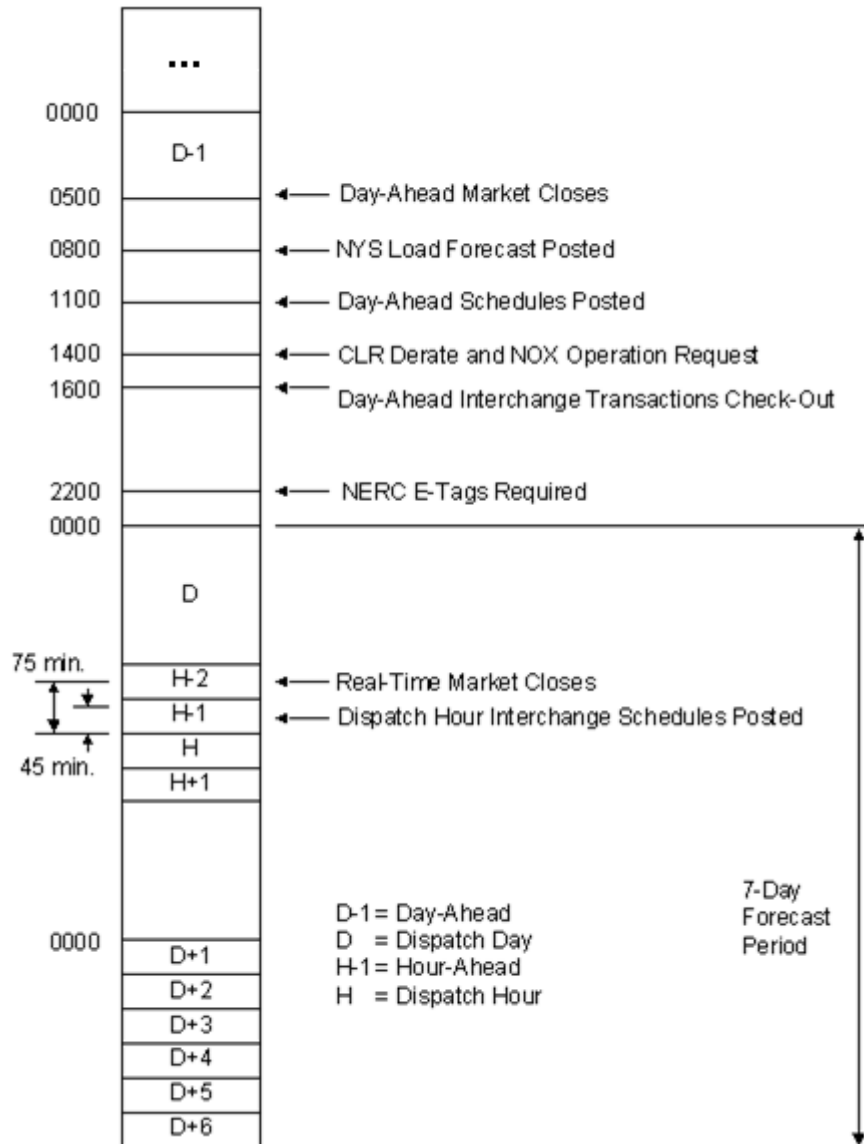 ...
0000
D-1
0500
Day-Ahead Market Closes
0800
NYS Load Forecast Posted
1100
Day-Ahead Schedules Posted
1400
CLR Derate and NOX Operation Request
1600
Day-Ahead Interchange Transactions Check-Out
2200
NERC E-Tags Required
0000
D
75 min.
H-2
Real-Time Market Closes
H-1
Dispatch Hour Interchange Schedules Posted
H
45 min.
H+1
7-Day
Forecast
Period
D-1 = Day-Ahead
D = Dispatch Day
H-1 = Hour-Ahead
H = Dispatch Hour
0000
D+1
D+2
D+3
D+4
D+5
D+6